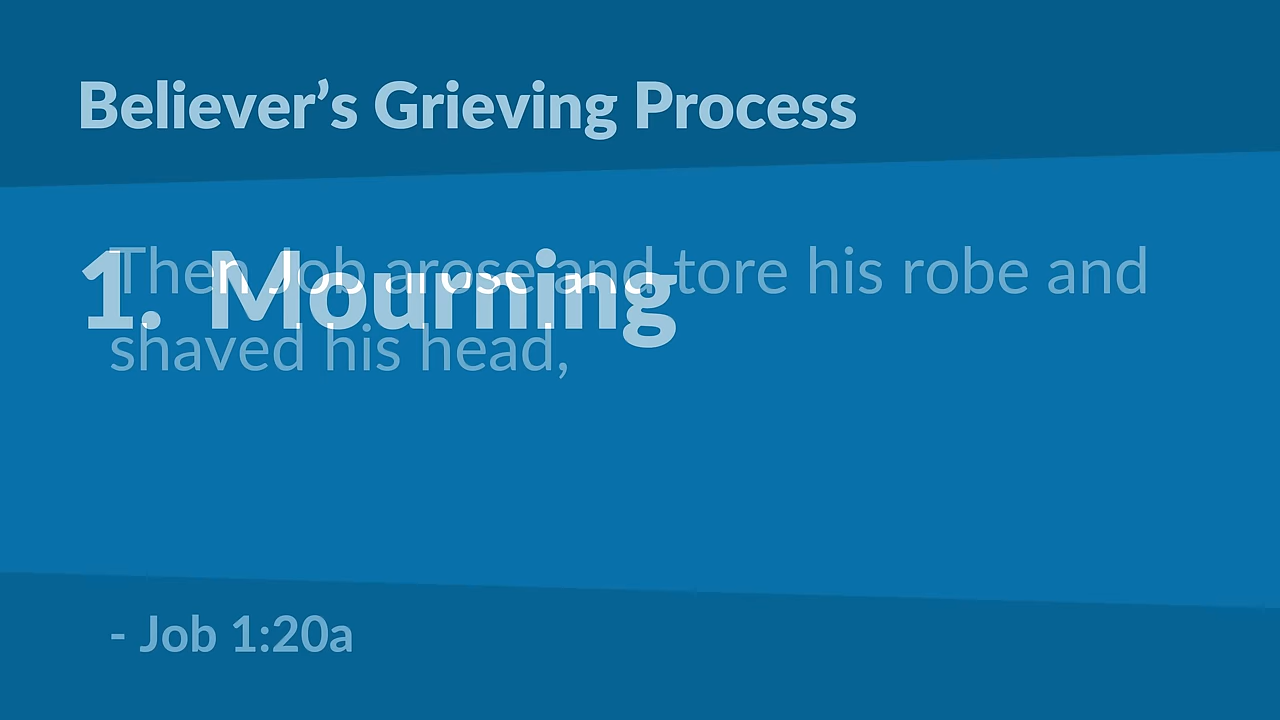 Believer’s Grieving Process
1. Mourning
Then Job arose and tore his robe and
shaved his head,
- Job 1:20a